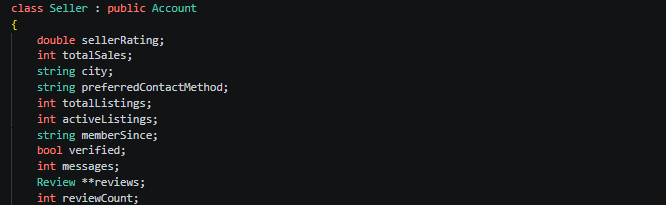 class Seller : public Account
{
    double sellerRating;
    int totalSales;
    string city;
    string preferredContactMethod;
    int totalListings;
    int activeListings;
    string memberSince;
    bool verified;
    int messages;
    Review **reviews;
    int reviewCount;